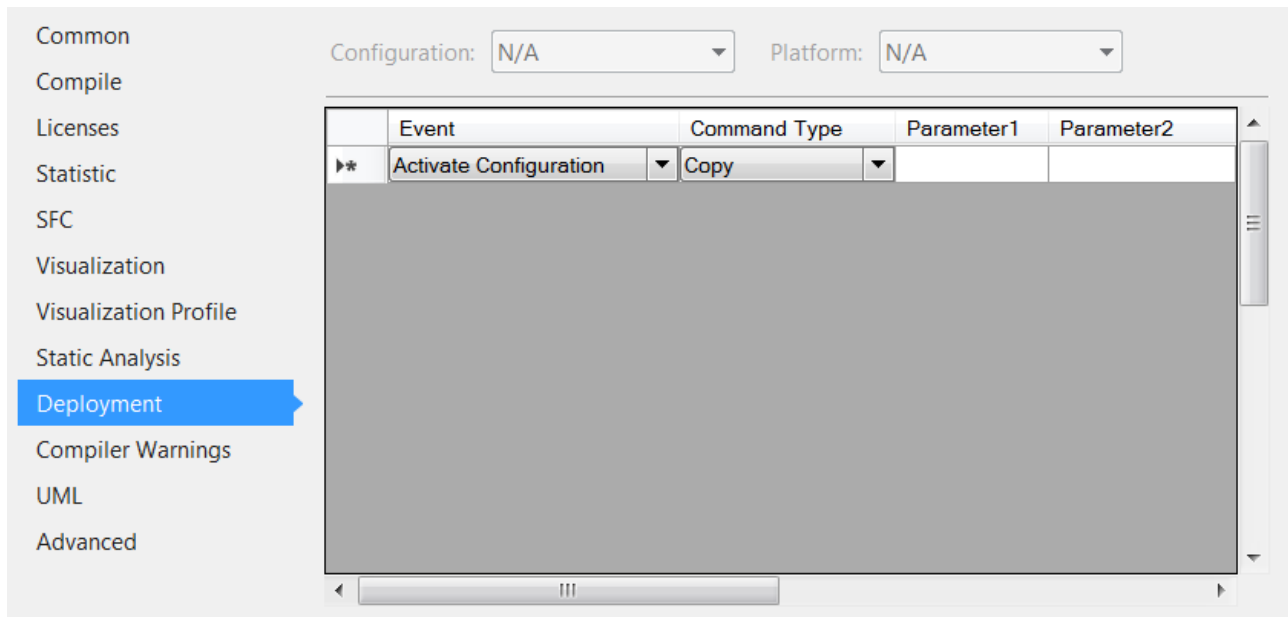 Common
Compile
Licenses
Statistic
SFC
Visualization
Visualization Profile
Static Analysis
Deployment
Compiler Warnings
UML
Advanced
Configuration: N/A Platform: N/A
Event Command Type Parameter1 Parameter2
Activate Configuration Copy